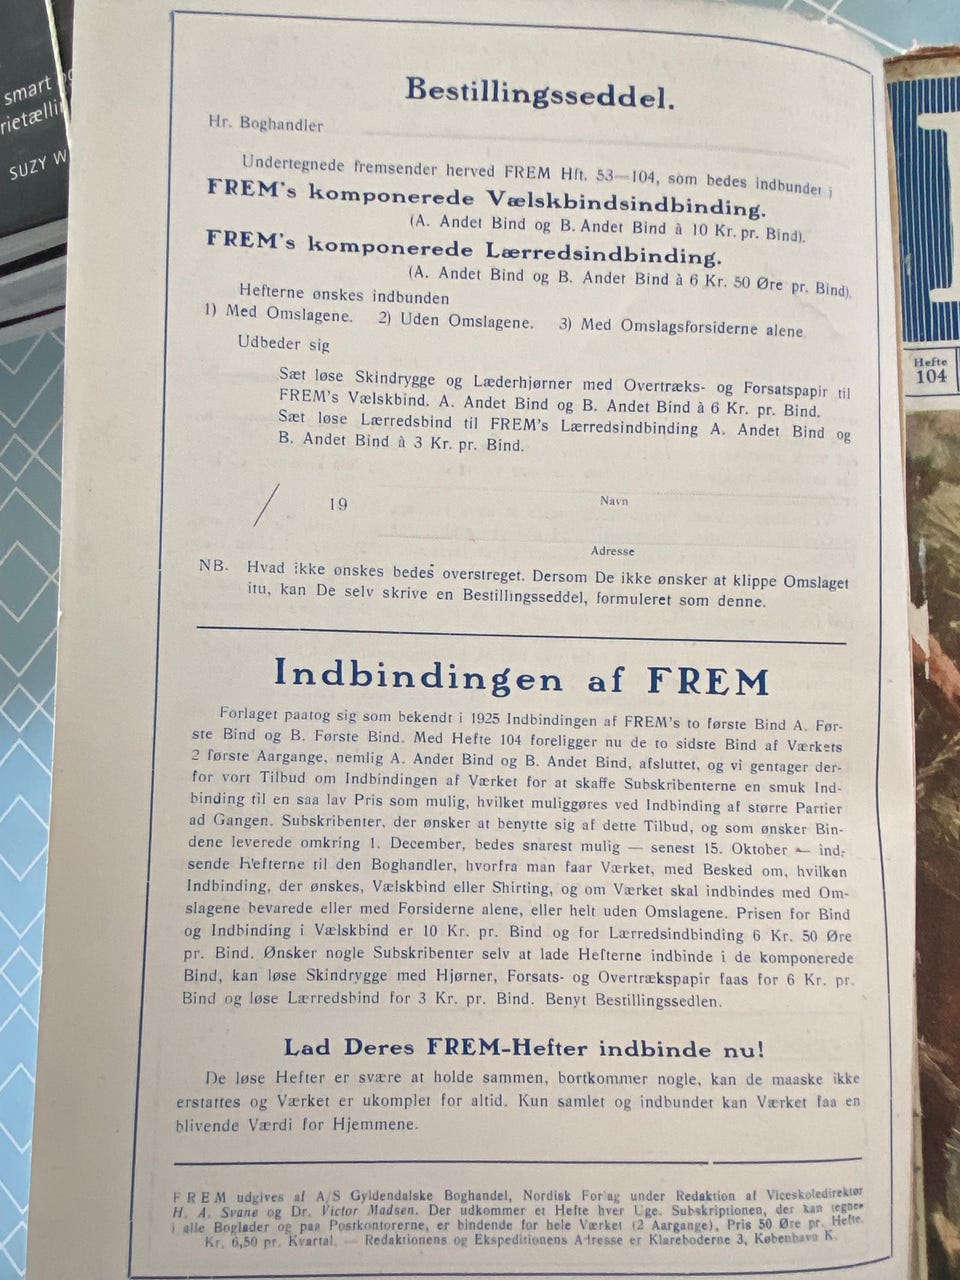 smart
rietælli
SUZY W
Bestillingsseddel.
Hr. Boghandler
Undertegnede fremsender herved FREM Hft. 53—104, som bedes indbundet i
FREM's komponerede Vælskbindsindbinding.
(A. Andet Bind og B. Andet Bind à 10 Kr. pr. Bind).
FREM's komponerede Lærredsindbinding.
(A. Andet Bind og B. Andet Bind à 6 Kr. 50 Øre pr. Bind).
Hefterne ønskes indbunden
1) Med Omslagene. 2) Uden Omslagene. 3) Med Omslagsforsiderne alene
Udbeder sig
Sæt løse Skindrygge og Læderhjørner med Overtræks- og Forsatspapir til
FREM's Vælskbind. A. Andet Bind og B. Andet Bind à 6 Kr. pr. Bind.
Sæt løse Lærredsbind til FREM's Lærredsindbinding A. Andet Bind og
B. Andet Bind à 3 Kr. pr. Bind.
/ 19
Navn
Adresse
NB. Hvad ikke ønskes bedes overstreget. Dersom De ikke ønsker at klippe Omslaget
itu, kan De selv skrive en Bestillingsseddel, formuleret som denne.
Indbindingen af FREM
Forlaget paatog sig som bekendt i 1925 Indbindingen af FREM's to første Bind A. Før-
ste Bind og B. Første Bind. Med Hefte 104 foreligger nu de to sidste Bind af Værkets
2 første Aargange, nemlig A. Andet Bind og B. Andet Bind, afsluttet, og vi gentager der-
for vort Tilbud om Indbindingen af Værket for at skaffe Subskribenterne en smuk Ind-
binding til en saa lav Pris som mulig, hvilket muliggøres ved Indbinding af større Partier
ad Gangen. Subskribenter, der ønsker at benytte sig af dette Tilbud, og som ønsker Bin-
dene leverede omkring 1. December, bedes snarest mulig — senest 15. Oktober — ind-
sende Hefterne til den Boghandler, hvorfra man faar Værket, med Besked om, hvilken
Indbinding, der ønskes, Vælskbind eller Shirting, og om Værket skal indbindes med Om-
slagene bevarede eller med Forsiderne alene, eller helt uden Omslagene. Prisen for Bind
og Indbinding i Vælskbind er 10 Kr. pr. Bind og for Lærredsindbinding 6 Kr. 50 Øre
pr. Bind. Ønsker nogle Subskribenter selv at lade Hefterne indbinde i de komponerede
Bind, kan løse Skindrygge med Hjørner, Forsats- og Overtrækspapir faas for 6 Kr. pr.
Bind og løse Lærredsbind for 3 Kr. pr. Bind. Benyt Bestillingssedlen.
Lad Deres FREM-Hefter indbinde nu!
De løse Hefter er svære at holde sammen, bortkommer nogle, kan de maaske ikke
erstattes og Værket er ukomplet for altid. Kun samlet og indbundet kan Værket faa en
blivende Værdi for Hjemmene.
FREM udgives af A/S Gyldendalske Boghandel, Nordisk Forlag under Redaktion af Viceskoledirektør
H. A. Svane og Dr. Victor Madsen. Der udkommer et Hefte hver Uge. Subskriptionen, der kan tegnes
i alle Boglader og paa Postkontorerne, er bindende for hele Værket (2 Aargange), Pris 50 Øre pr. Hefte.
Kr. 6,50 pr. Kvartal. — Redaktionens og Ekspeditionens Adresse er Klareboderne 3, København K.
Hefte
104